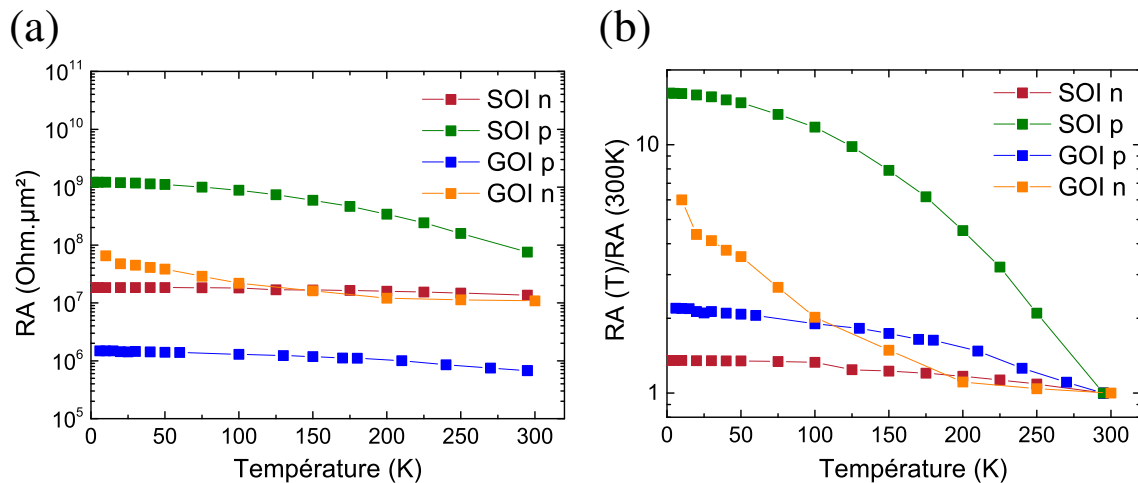 (a)
RA (Ohm.µm²)
10¹¹
10¹⁰
10⁹
10⁸
10⁷
10⁶
10⁵
SOI n
SOI p
GOI p
GOI n
0 50 100 150 200 250 300
Température (K)
(b)
RA (T)/RA (300K)
10
1
SOI n
SOI p
GOI p
GOI n
0 50 100 150 200 250 300
Température (K)